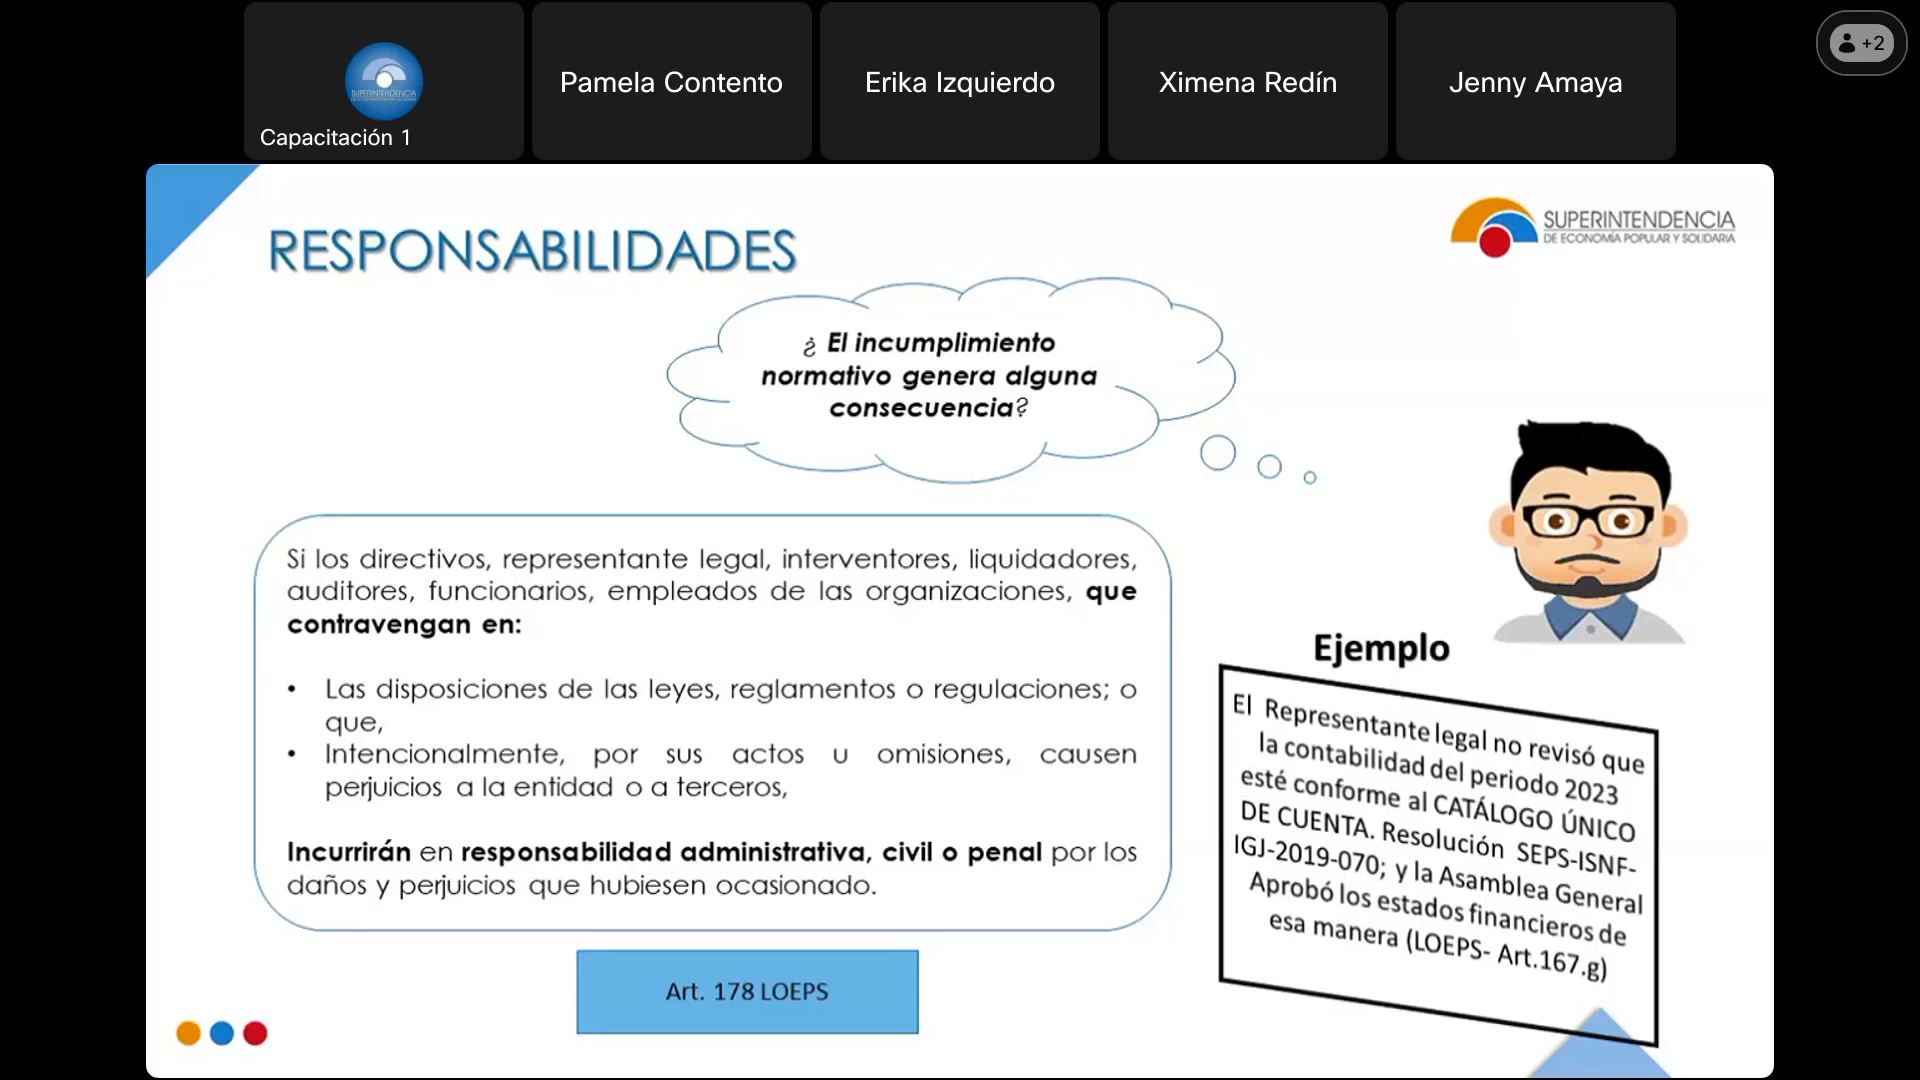 Capacitación 1
Pamela Contento
Erika Izquierdo
Ximena Redín
Jenny Amaya
+2
RESPONSABILIDADES
SUPERINTENDENCIA
DE ECONOMÍA POPULAR Y SOLIDARIA
¿ El incumplimiento
normativo genera alguna
consecuencia?
Si los directivos, representante legal, interventores, liquidadores,
auditores, funcionarios, empleados de las organizaciones, que
contravengan en:
• Las disposiciones de las leyes, reglamentos o regulaciones; o
que,
• Intencionalmente, por sus actos u omisiones, causen
perjuicios a la entidad o a terceros,
Incurrirán en responsabilidad administrativa, civil o penal por los
daños y perjuicios que hubiesen ocasionado.
Art. 178 LOEPS
Ejemplo
El Representante legal no revisó que
la contabilidad del periodo 2023
esté conforme al CATÁLOGO ÚNICO
DE CUENTA. Resolución SEPS-ISNF-
IGJ-2019-070; y la Asamblea General
Aprobó los estados financieros de
esa manera (LOEPS- Art.167.g)